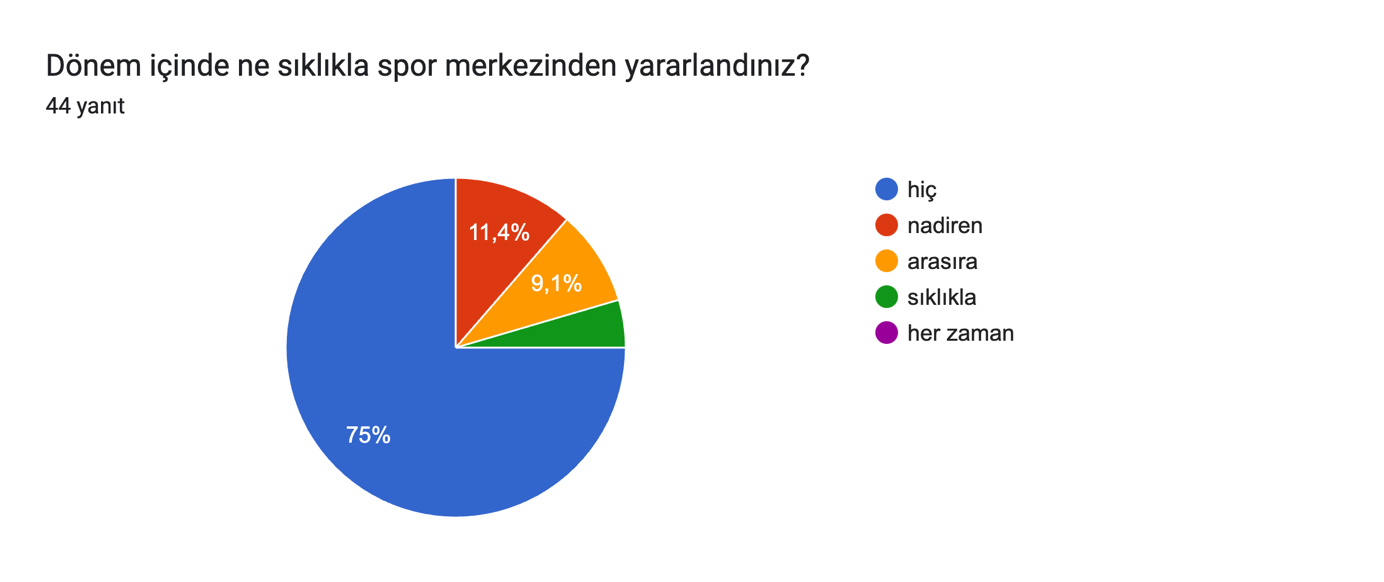 Dönem içinde ne sıklıkla spor merkezinden yararlandınız?
44 yanıt
11,4%
9,1%
75%
hiç
nadiren
arasıra
sıklıkla
her zaman